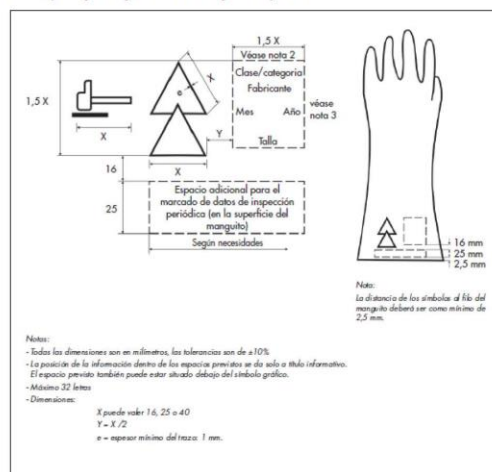 1,5 X
Véase nota 2
Clase/categoría
Fabricante
Mes Año
Talla
véase
nota 3
1,5 X
X
e
X
Y
X
16
25
Espacio adicional para el
marcado de datos de inspección
periódica (en la superficie del
manguito)
Según necesidades
16 mm
25 mm
2,5 mm
Nota:
La distancia de los símbolos al filo del
manguito deberá ser como mínimo de
2,5 mm.
Notas:
- Todas las dimensiones son en milímetros, las tolerancias son de ±10%
- La posición de la información dentro de los espacios previstos se da solo a título informativo.
El espacio previsto también puede estar situado debajo del símbolo gráfico.
- Máximo 32 letras
- Dimensiones:
X puede valer 16, 25 o 40
Y = X /2
e = espesor mínimo del trazo: 1 mm.